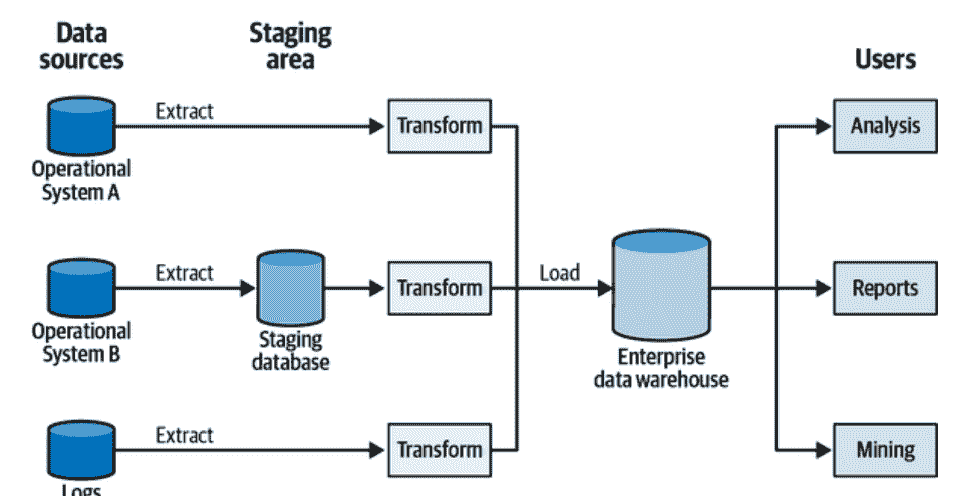 Data
sources
Staging
area
Users
Extract
Transform
Analysis
Operational
System A
Extract
Transform
Load
Reports
Operational
System B
Staging
database
Enterprise
data warehouse
Extract
Transform
Mining
Logs